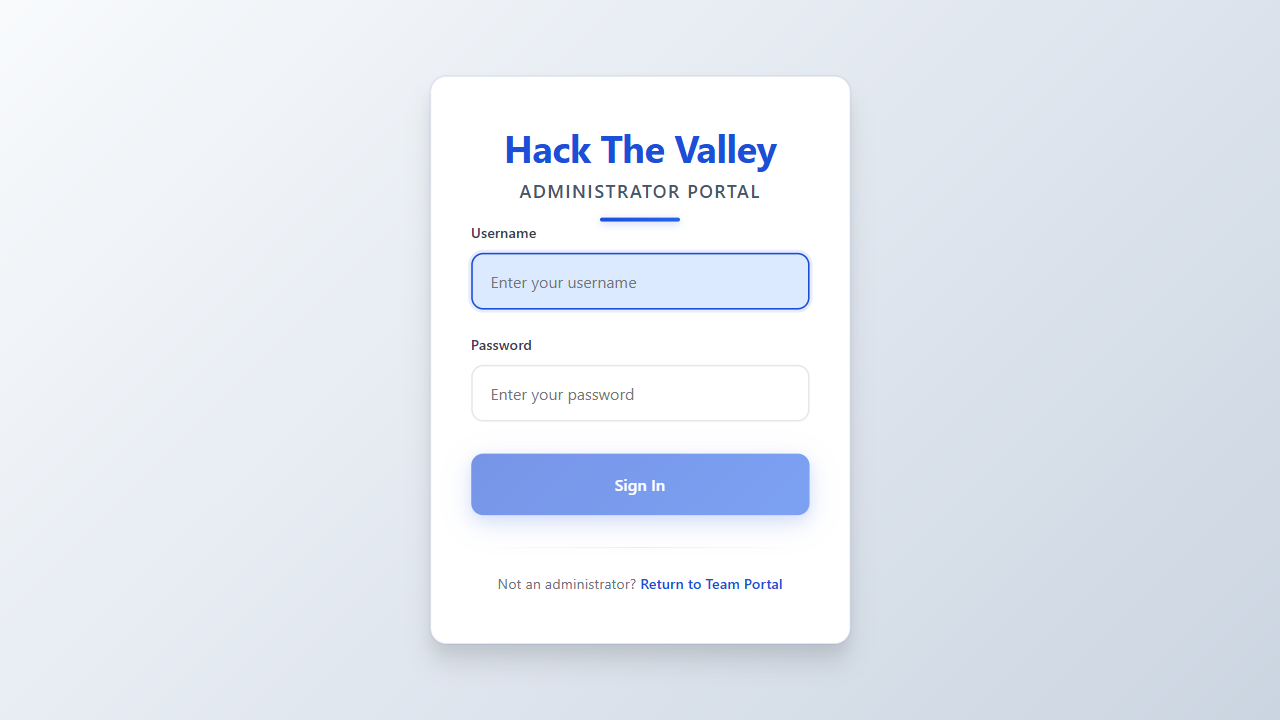 Hack The Valley
ADMINISTRATOR PORTAL
Username
Enter your username
Password
Enter your password
Sign In
Not an administrator? Return to Team Portal